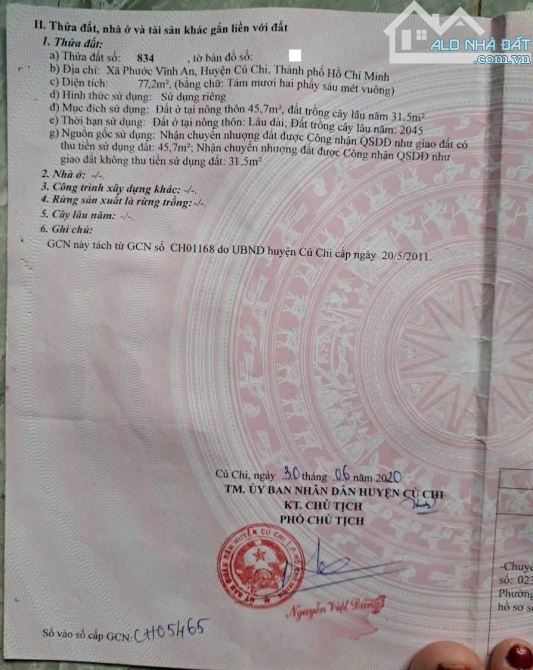 ALO NHÀ ĐẤT
.com.vn
II. Thửa đất, nhà ở và tài sản khác gắn liền với đất
1. Thửa đất:
a) Thửa đất số: 834 , tờ bản đồ số:
b) Địa chỉ: Xã Phước Vĩnh An, Huyện Củ Chi, Thành phố Hồ Chí Minh
c) Diện tích: 77,2m², (bằng chữ: Tám mươi hai phẩy sáu mét vuông)
d) Hình thức sử dụng: Sử dụng riêng
đ) Mục đích sử dụng: Đất ở tại nông thôn 45,7m², đất trồng cây lâu năm 31,5m²
e) Thời hạn sử dụng: Đất ở tại nông thôn: Lâu dài; Đất trồng cây lâu năm: 2045
g) Nguồn gốc sử dụng: Nhận chuyển nhượng đất được Công nhận QSDĐ như giao đất có
thu tiền sử dụng đất: 45,7m²; Nhận chuyển nhượng đất được Công nhận QSDĐ như
giao đất không thu tiền sử dụng đất: 31,5m²
2. Nhà ở: -/-.
3. Công trình xây dựng khác: -/-.
4. Rừng sản xuất là rừng trồng: -/-.
5. Cây lâu năm: -/-.
6. Ghi chú:
GCN này tách từ GCN số CH01168 do UBND huyện Củ Chi cấp ngày 20/5/2011.
Củ Chi, ngày 30 tháng 06 năm 2020
TM. ỦY BAN NHÂN DÂN HUYỆN CỦ CHI
KT. CHỦ TỊCH
PHÓ CHỦ TỊCH
Nguyễn Việt Dũng
Số vào sổ cấp GCN: CH05465
-Chuyể
số: 023
Phường
hồ sơ s